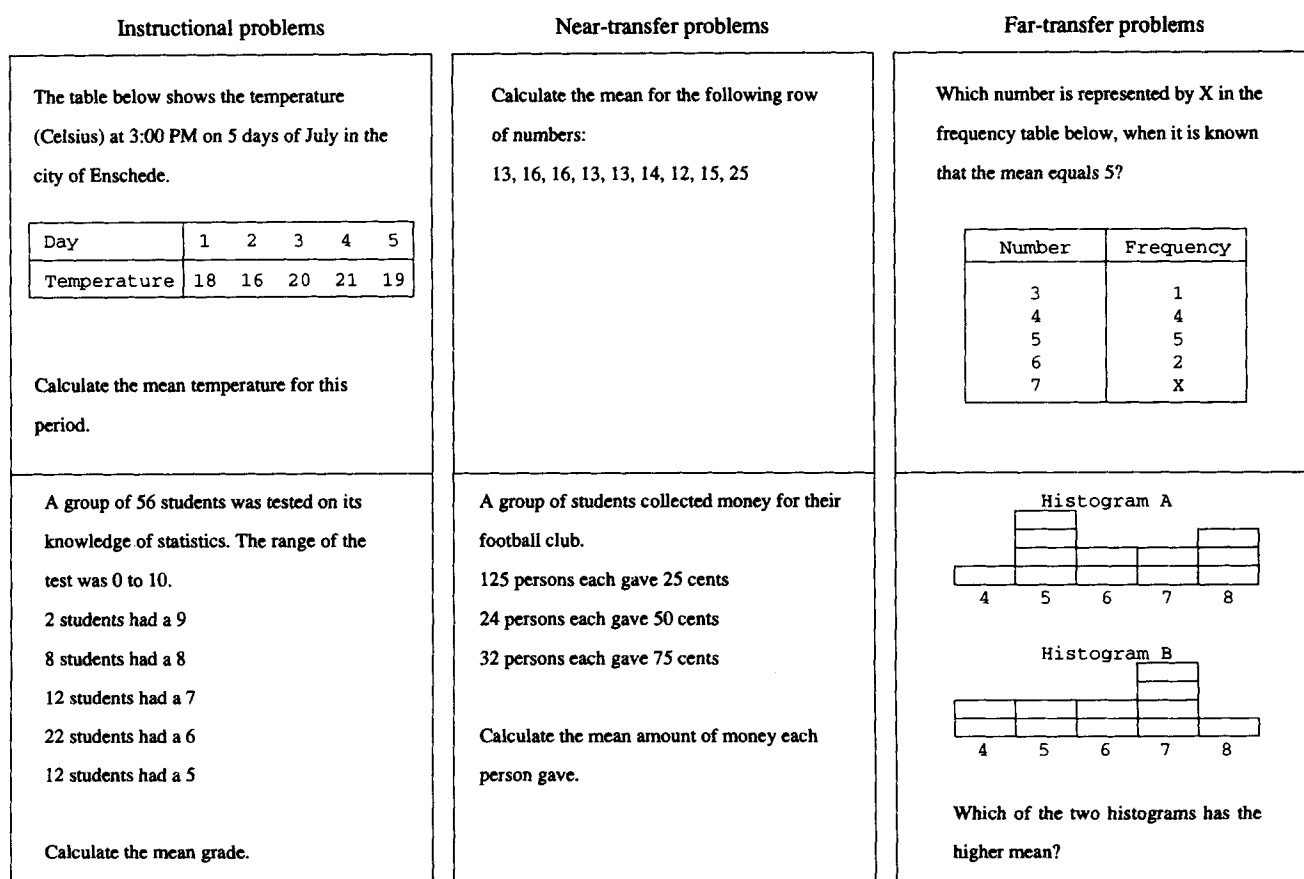 Instructional problems
The table below shows the temperature
(Celsius) at 3:00 PM on 5 days of July in the
city of Enschede.
Day 1 2 3 4 5
Temperature 18 16 20 21 19
Calculate the mean temperature for this
period.
A group of 56 students was tested on its
knowledge of statistics. The range of the
test was 0 to 10.
2 students had a 9
8 students had a 8
12 students had a 7
22 students had a 6
12 students had a 5
Calculate the mean grade.
Near-transfer problems
Calculate the mean for the following row
of numbers:
13, 16, 16, 13, 13, 14, 12, 15, 25
A group of students collected money for their
football club.
125 persons each gave 25 cents
24 persons each gave 50 cents
32 persons each gave 75 cents
Calculate the mean amount of money each
person gave.
Far-transfer problems
Which number is represented by X in the
frequency table below, when it is known
that the mean equals 5?
Number Frequency
3 1
4 4
5 5
6 2
7 X
Histogram A
4 5 6 7 8
Histogram B
4 5 6 7 8
Which of the two histograms has the
higher mean?